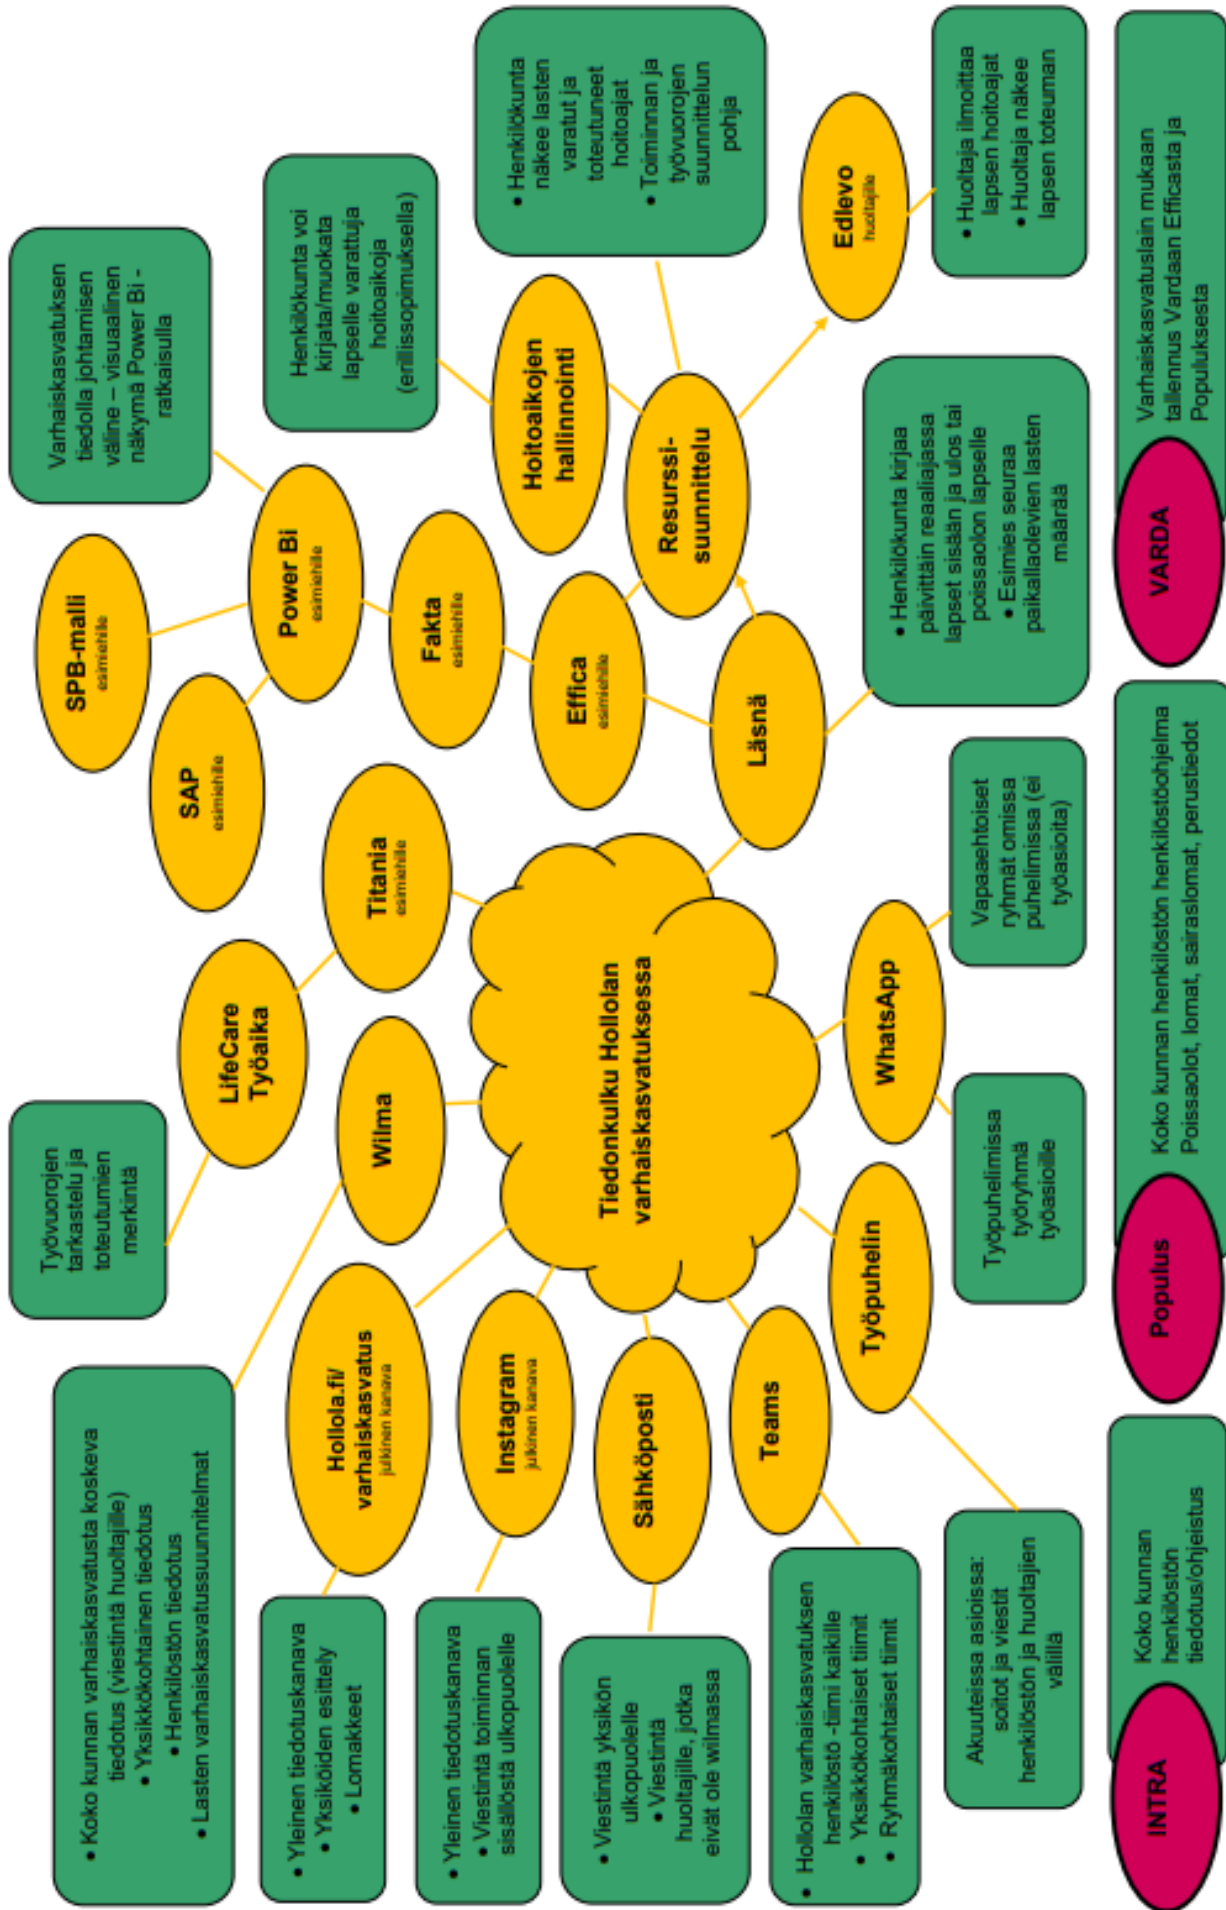 • Koko kunnan varhaiskasvatusta koskeva
tiedotus (viestintä huoltajille)
• Yksikkökohtainen tiedotus
• Henkilöstön tiedotus
• Lasten varhaiskasvatussuunnitelmat
Työvuorojen
tarkastelu ja
toteutumien
merkintä
LifeCare
Työaika
SAP
esimiehille
SPB-malli
esimiehille
Varhaiskasvatuksen
tiedolla johtamisen
väline – visuaalinen
näkymä Power Bi -
ratkaisulla
Power Bi
esimiehille
Hollola.fi/
varhaiskasvatus
julkinen kanava
Wilma
Titania
esimiehille
Fakta
esimiehille
Henkilökunta voi
kirjata/muokata
lapselle varattuja
hoitoaikoja
(erillissopimuksella)
• Yleinen tiedotuskanava
• Yksiköiden esittely
• Lomakkeet
• Yleinen tiedotuskanava
• Viestintä toiminnan
sisällöstä ulkopuolelle
Instagram
julkinen kanava
Effica
esimiehille
Hoitoaikojen
hallinnointi
• Henkilökunta
näkee lasten
varatut ja
toteutuneet
hoitoajat
• Toiminnan ja
työvuorojen
suunnittelun
pohja
Tiedonkulku Hollolan
varhaiskasvatuksessa
• Viestintä yksikön
ulkopuolelle
• Viestintä
huoltajille, jotka
eivät ole wilmassa
Sähköposti
Läsnä
Resurssi-
suunnittelu
Edlevo
huoltajille
• Hollolan varhaiskasvatuksen
henkilöstö -tiimi kaikille
• Yksikkökohtaiset tiimit
• Ryhmäkohtaiset tiimit
Teams
Työpuhelin
WhatsApp
• Henkilökunta kirjaa
päivittäin reaaliajassa
lapset sisään ja ulos tai
poissaolon lapselle
• Esimies seuraa
paikallaolevien lasten
määrää
• Huoltaja ilmoittaa
lapsen hoitoajat
• Huoltaja näkee
lapsen toteuman
Akuuteissa asioissa:
soitot ja viestit
henkilöstön ja huoltajien
välillä
Työpuhelimissa
työryhmä
työasioille
Vapaaehtoiset
ryhmät omissa
puhelimissa (ei
työasioita)
INTRA
Koko kunnan
henkilöstön
tiedotus/ohjeistus
Populus
Koko kunnan henkilöstön henkilöstöohjelma
Poissaolot, lomat, sairaslomat, perustiedot
VARDA
Varhaiskasvatuslain mukaan
tallennus Vardaan Efficasta ja
Populuksesta